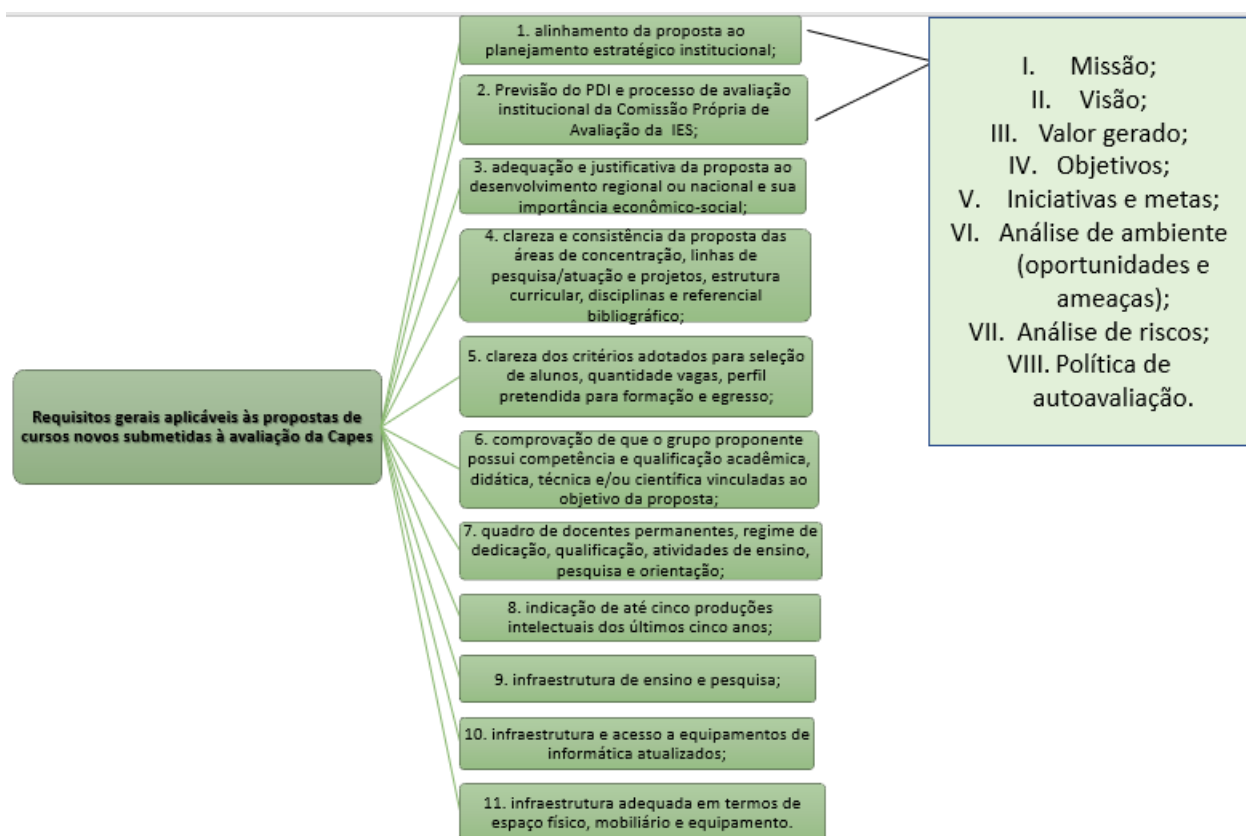 Requisitos gerais aplicáveis às propostas de
cursos novos submetidas à avaliação da Capes
1. alinhamento da proposta ao
planejamento estratégico institucional;
2. Previsão do PDI e processo de avaliação
institucional da Comissão Própria de
Avaliação da IES;
3. adequação e justificativa da proposta ao
desenvolvimento regional ou nacional e sua
importância econômico-social;
4. clareza e consistência da proposta das
áreas de concentração, linhas de
pesquisa/atuação e projetos, estrutura
curricular, disciplinas e referencial
bibliográfico;
5. clareza dos critérios adotados para seleção
de alunos, quantidade vagas, perfil
pretendida para formação e egresso;
6. comprovação de que o grupo proponente
possui competência e qualificação acadêmica,
didática, técnica e/ou científica vinculadas ao
objetivo da proposta;
7. quadro de docentes permanentes, regime de
dedicação, qualificação, atividades de ensino,
pesquisa e orientação;
8. indicação de até cinco produções
intelectuais dos últimos cinco anos;
9. infraestrutura de ensino e pesquisa;
10. infraestrutura e acesso a equipamentos de
informática atualizados;
11. infraestrutura adequada em termos de
espaço físico, mobiliário e equipamento.
I. Missão;
II. Visão;
III. Valor gerado;
IV. Objetivos;
V. Iniciativas e metas;
VI. Análise de ambiente
(oportunidades e
ameaças);
VII. Análise de riscos;
VIII. Política de
autoavaliação.